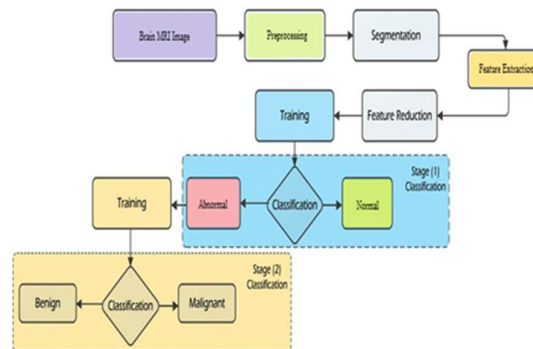 Brain MRI Image
Preprocessing
Segmentation
Feature Extraction
Training
Feature Reduction
Stage (1)
Classification
Training
Abnormal
Classification
Normal
Stage (2)
Classification
Benign
Classification
Malignant